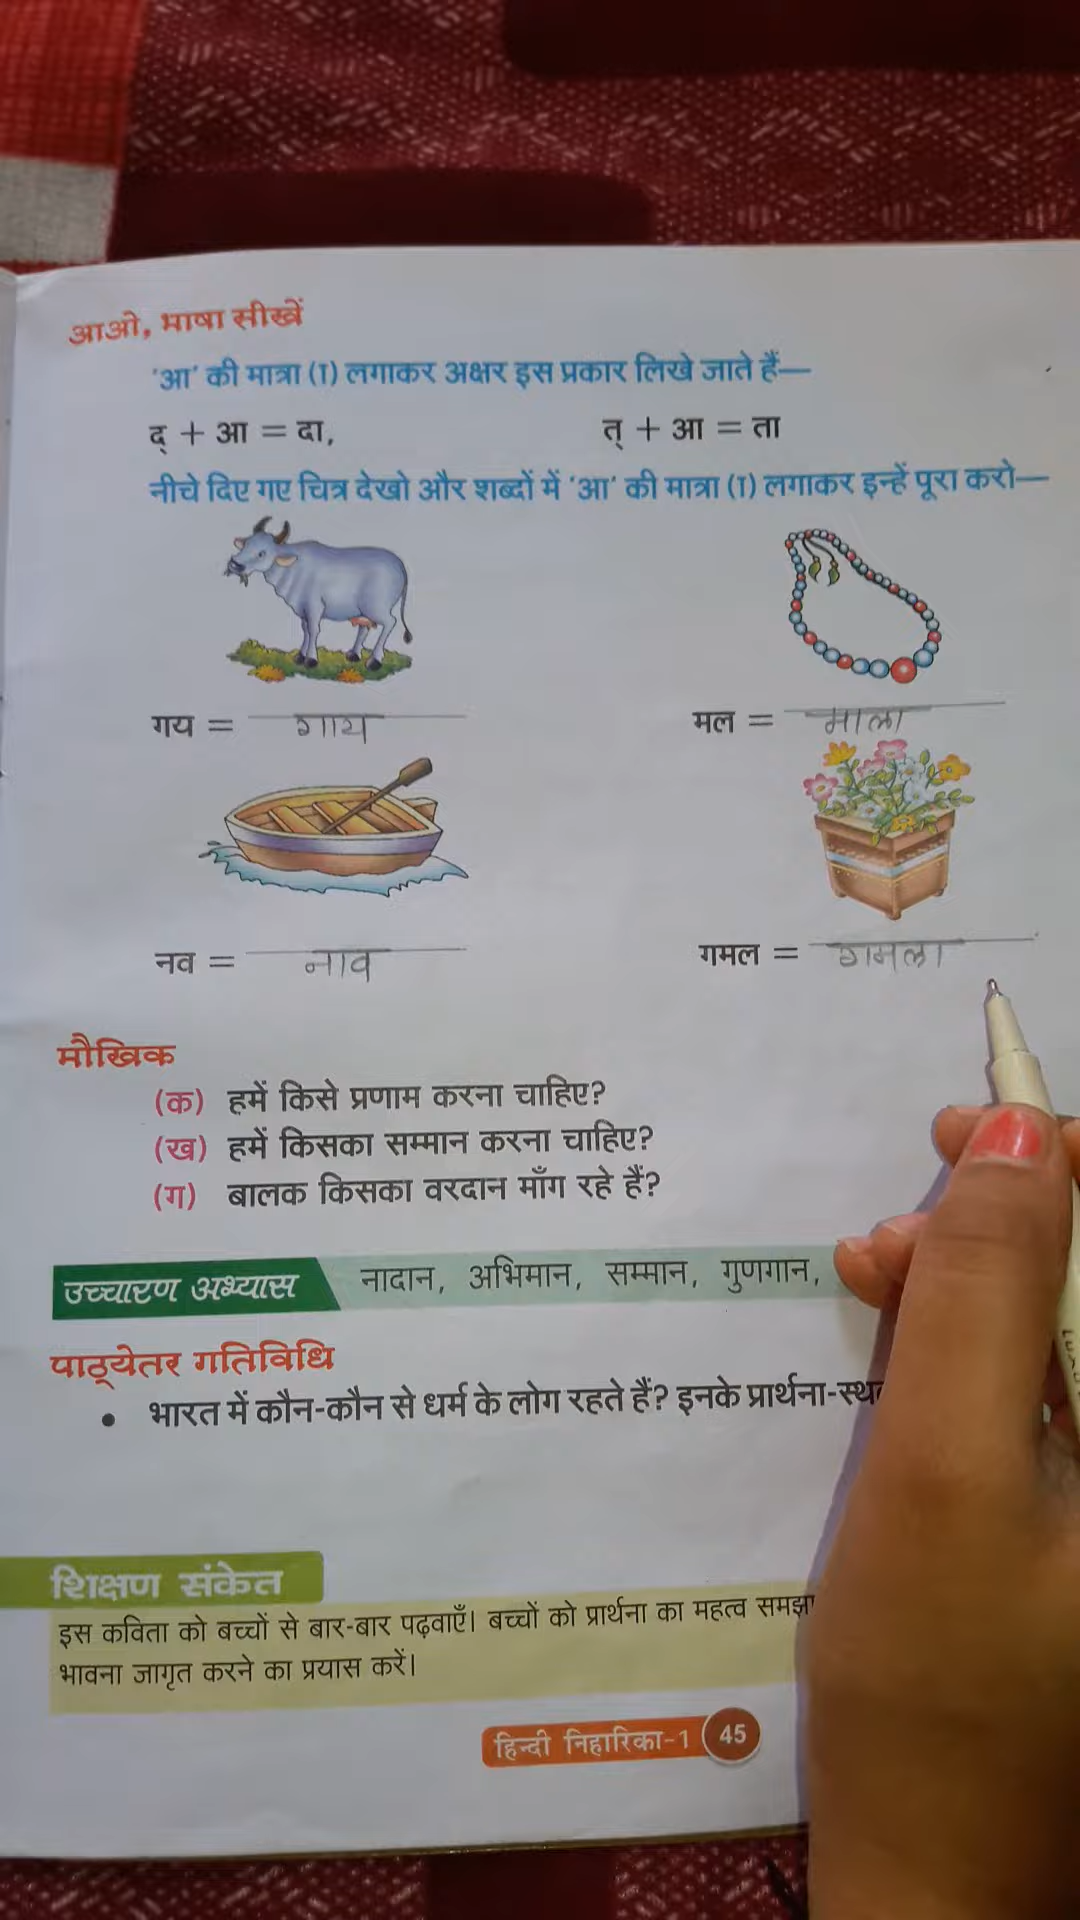 आओ, भाषा सीखें
'आ' की मात्रा (ा) लगाकर अक्षर इस प्रकार लिखे जाते हैं—
द् + आ = दा, त् + आ = ता
नीचे दिए गए चित्र देखो और शब्दों में 'आ' की मात्रा (ा) लगाकर इन्हें पूरा करो—
गय = गाय मल = माला
नव = नाव गमल = गमला
मौखिक
(क) हमें किसे प्रणाम करना चाहिए?
(ख) हमें किसका सम्मान करना चाहिए?
(ग) बालक किसका वरदान माँग रहे हैं?
उच्चारण अभ्यास नादान, अभिमान, सम्मान, गुणगान,
पाठ्येतर गतिविधि
• भारत में कौन-कौन से धर्म के लोग रहते हैं? इनके
शिक्षण संकेत
इस कविता को बच्चों से बार-बार पढ़वाएँ। बच्चों को प्रार्थना का महत्व
भावना जागृत करने का प्रयास करें।
हिन्दी निहारिका-1 45